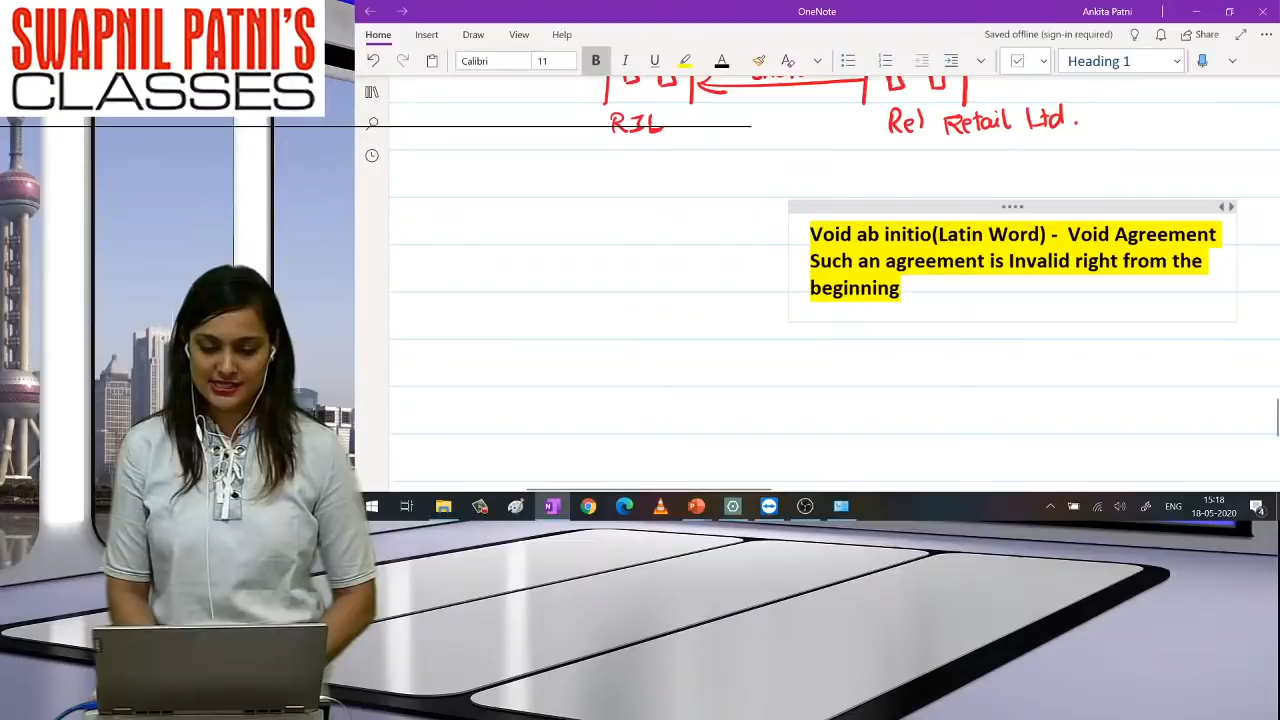 SWAPNIL PATNI'S
CLASSES
OneNote
Ankita Patni
Home Insert Draw View Help
Saved offline (sign-in required)
Share
Calibri 11 B I U A Heading 1
RIL
Rel Retail Ltd.
Void ab initio(Latin Word) - Void Agreement
Such an agreement is Invalid right from the
beginning
ENG
15:18
18-05-2020